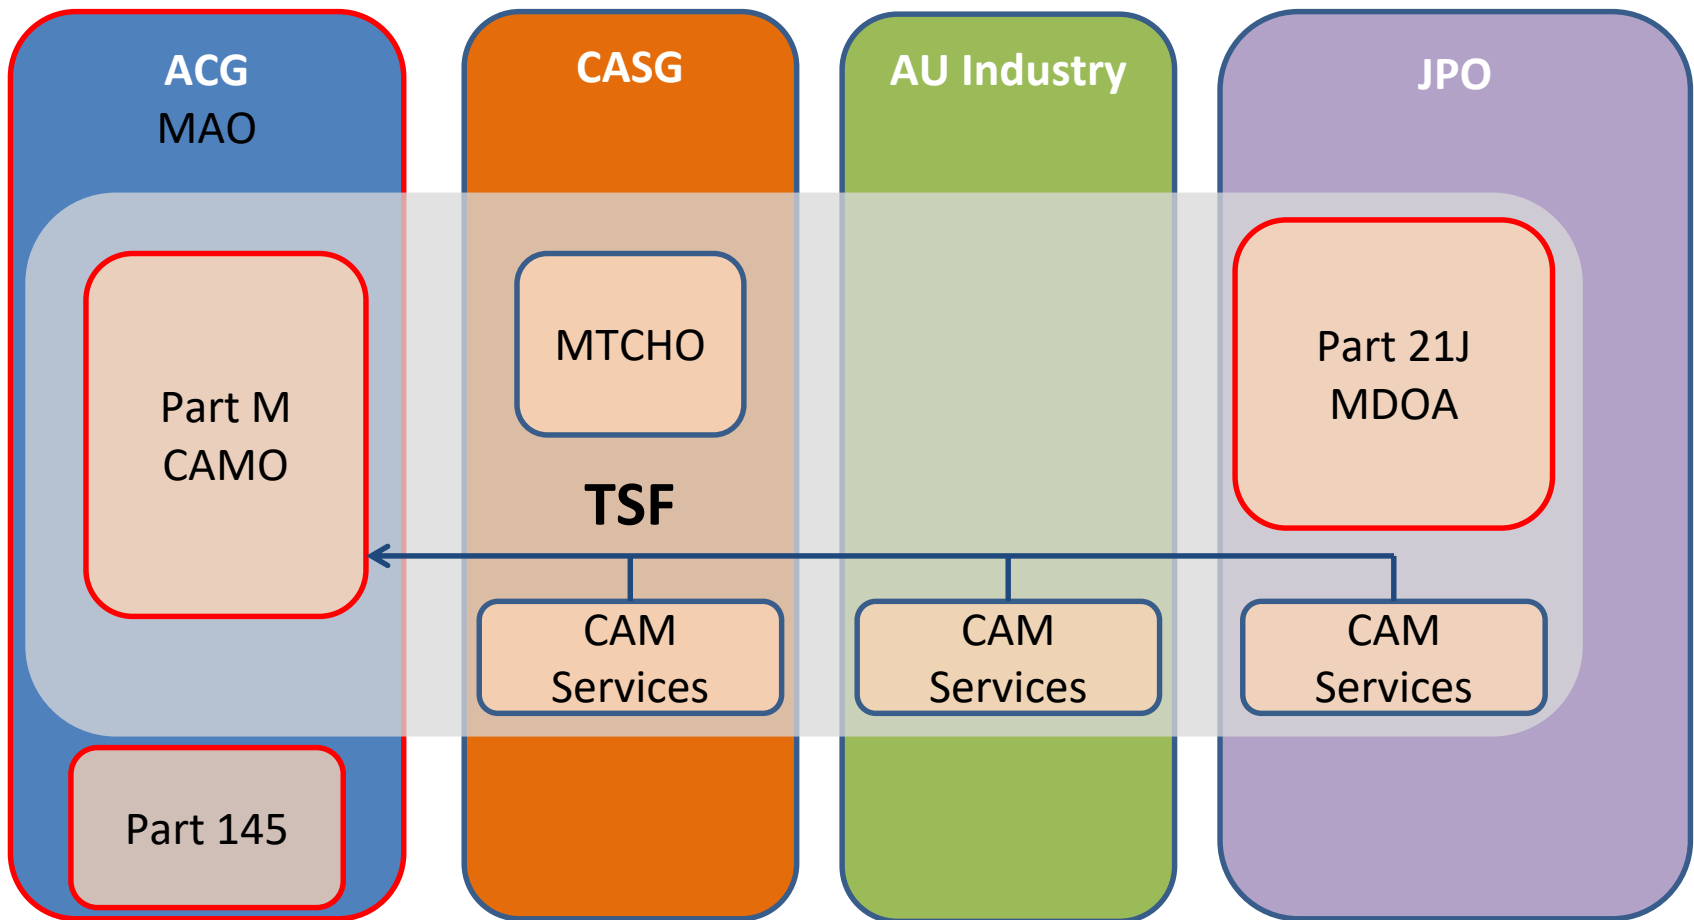 ACG
MAO
CASG
AU Industry
JPO
Part M
CAMO
MTCHO
Part 21J
MDOA
TSF
CAM
Services
CAM
Services
CAM
Services
Part 145